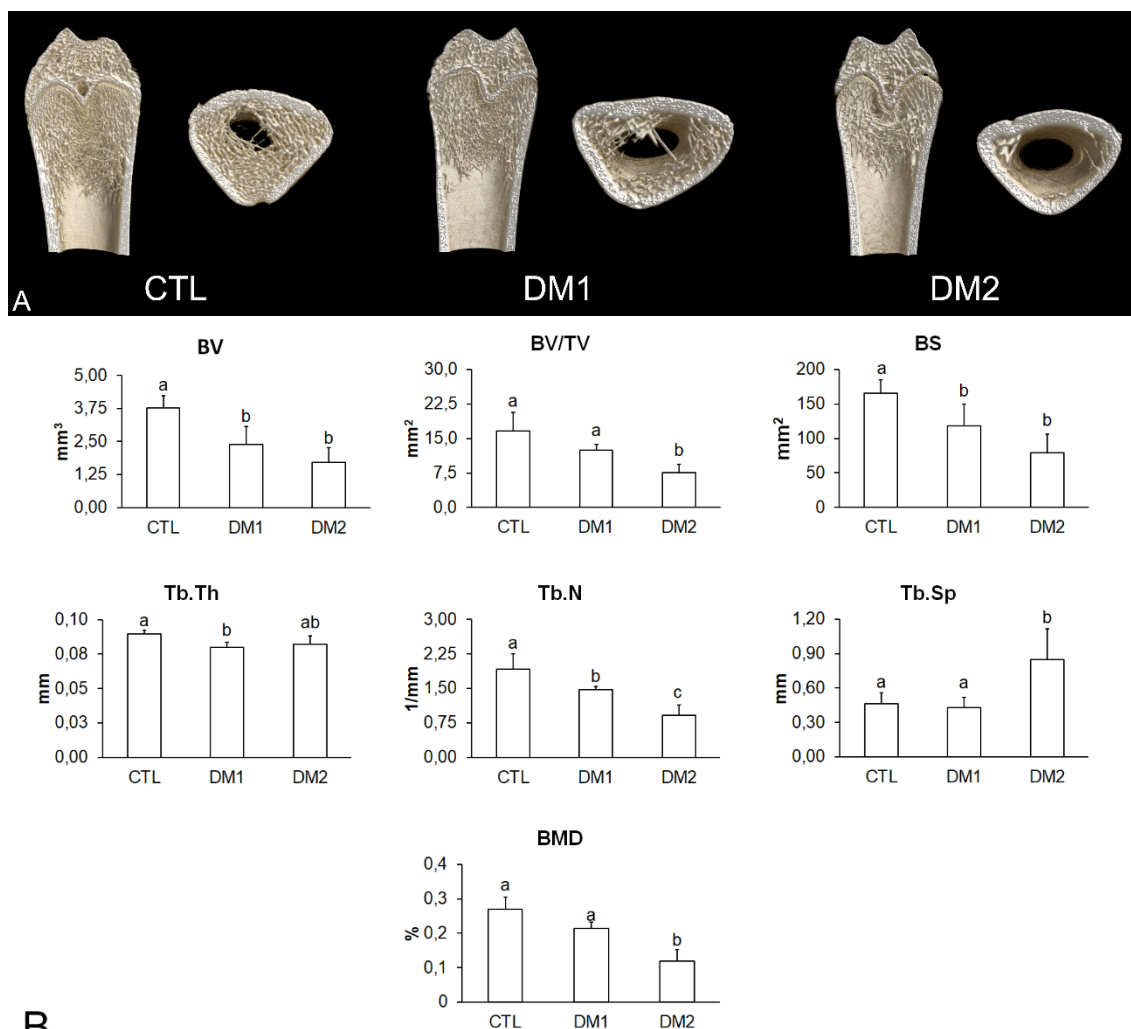 CTL DM1 DM2
A
BV
5,00
3,75
2,50
1,25
0,00
mm³
a b b
CTL DM1 DM2
BV/TV
30,0
22,5
15,0
7,5
0,0
mm²
a a b
CTL DM1 DM2
BS
200
150
100
50
0
mm²
a b b
CTL DM1 DM2
Tb.Th
0,10
0,08
0,05
0,03
0,00
mm
a b ab
CTL DM1 DM2
Tb.N
3,00
2,25
1,50
0,75
0,00
1/mm
a b c
CTL DM1 DM2
Tb.Sp
1,20
0,90
0,60
0,30
0,00
mm
a a b
CTL DM1 DM2
BMD
0,4
0,3
0,2
0,1
0
%
a a b
CTL DM1 DM2
B